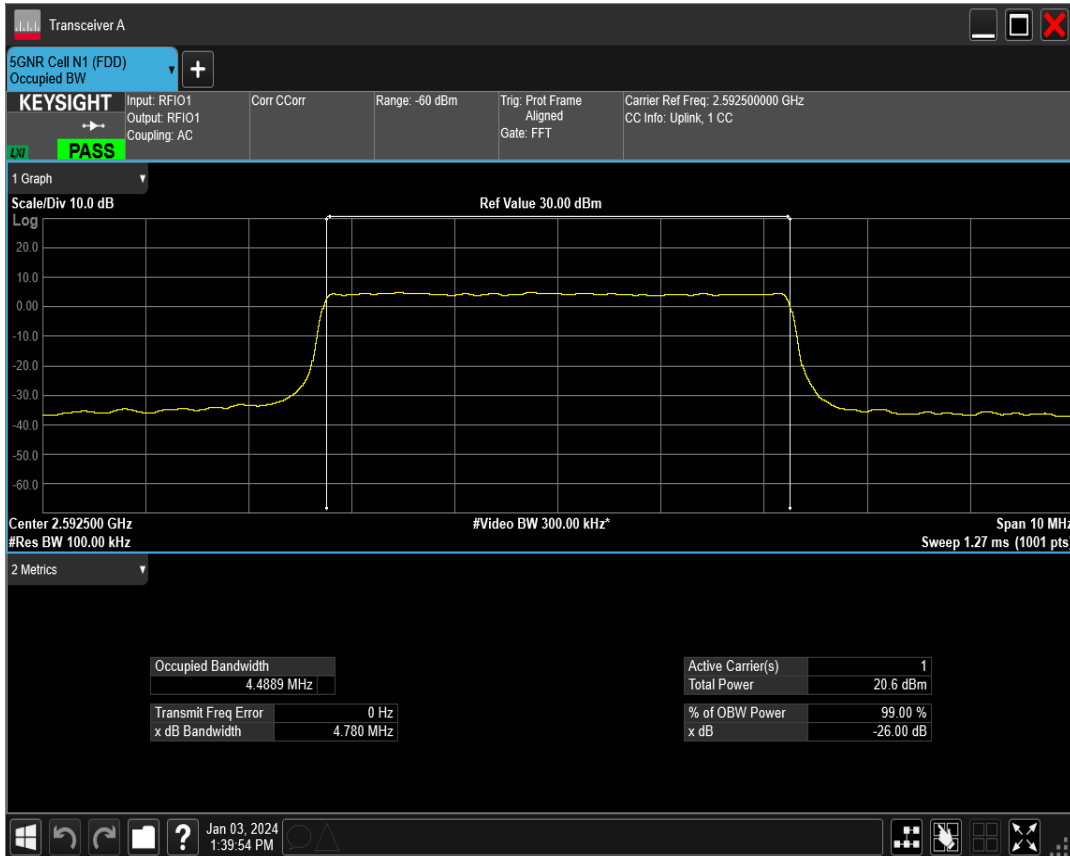 Transceiver A
5GNR Cell N1 (FDD)
Occupied BW
+
KEYSIGHT
LXI
PASS
Input: RFIO1
Output: RFIO1
Coupling: AC
Corr CCorr
Range: -60 dBm
Trig: Prot Frame
Aligned
Gate: FFT
Carrier Ref Freq: 2.592500000 GHz
CC Info: Uplink, 1 CC
1 Graph
Scale/Div 10.0 dB
Ref Value 30.00 dBm
Log
20.0
10.0
0.00
-10.0
-20.0
-30.0
-40.0
-50.0
-60.0
Center 2.592500 GHz
#Video BW 300.00 kHz*
Span 10 MHz
#Res BW 100.00 kHz
Sweep 1.27 ms (1001 pts)
2 Metrics
Occupied Bandwidth
4.4889 MHz
Transmit Freq Error 0 Hz
x dB Bandwidth 4.780 MHz
Active Carrier(s) 1
Total Power 20.6 dBm
% of OBW Power 99.00 %
x dB -26.00 dB
?
Jan 03, 2024
1:39:54 PM